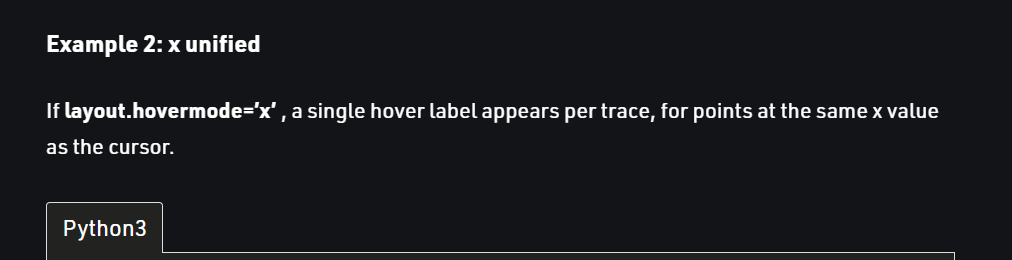 Example 2: x unified
If layout.hovermode=’x’ , a single hover label appears per trace, for points at the same x value
as the cursor.
Python3